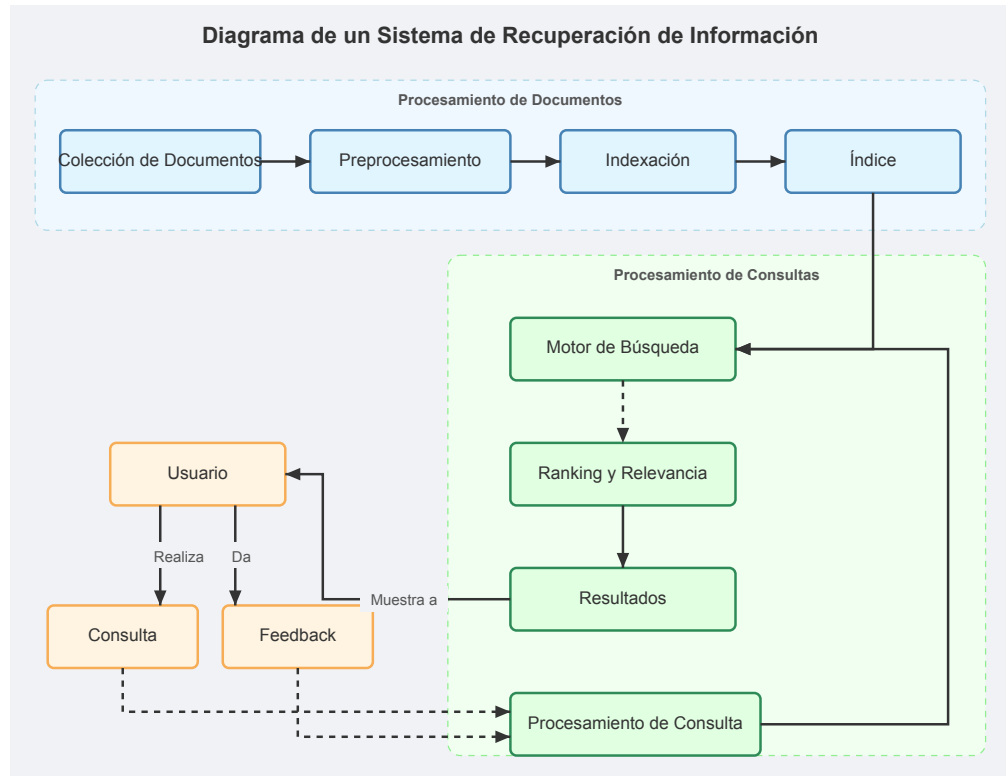 Diagrama de un Sistema de Recuperación de Información
Procesamiento de Documentos
Colección de Documentos
Preprocesamiento
Indexación
Índice
Procesamiento de Consultas
Motor de Búsqueda
Ranking y Relevancia
Usuario
Realiza
Da
Muestra a
Resultados
Consulta
Feedback
Procesamiento de Consulta